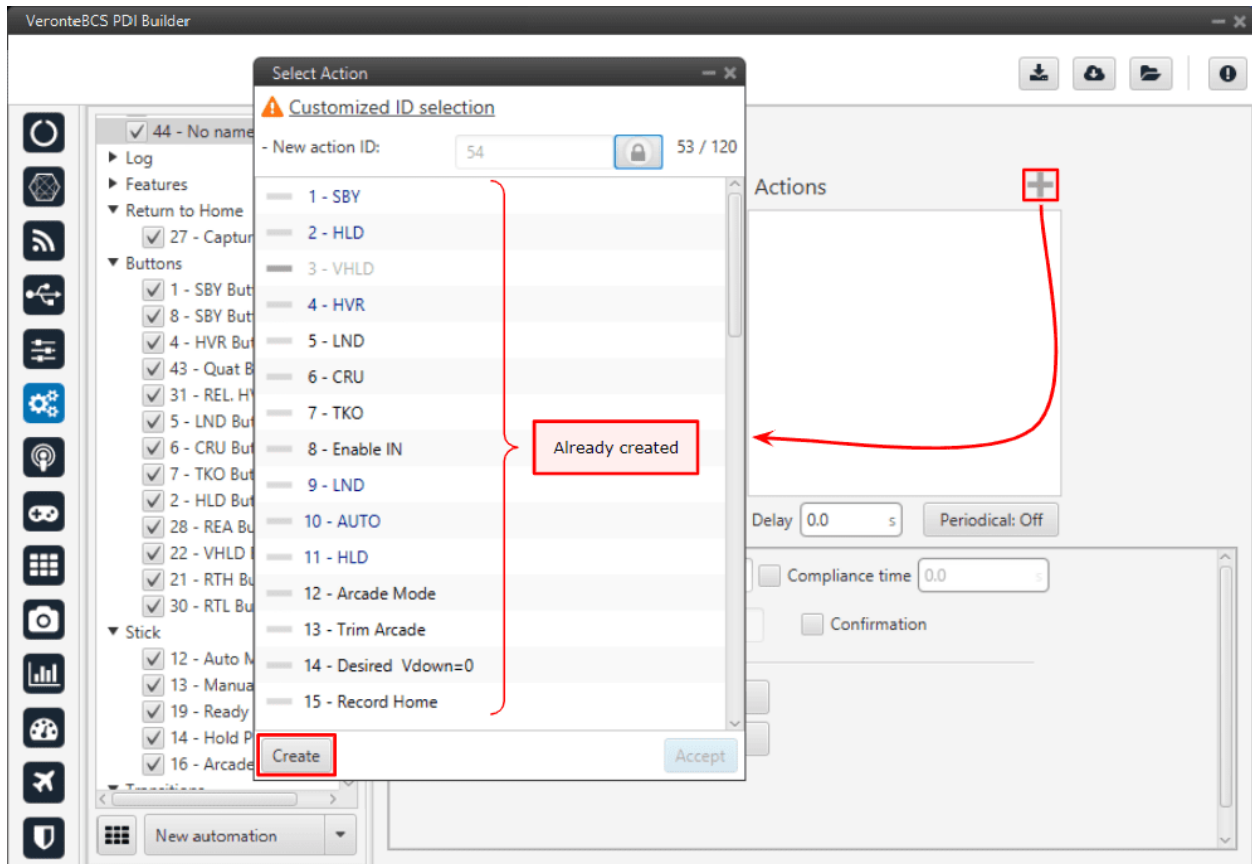 VeronteBCS PDI Builder
Select Action
Customized ID selection
- New action ID:
54
53 / 120
1 - SBY
2 - HLD
3 - VHLD
4 - HVR
5 - LND
6 - CRU
7 - TKO
8 - Enable IN
9 - LND
10 - AUTO
11 - HLD
12 - Arcade Mode
13 - Trim Arcade
14 - Desired Vdown=0
15 - Record Home
Already created
Create
Accept
44 - No name
Log
Features
Return to Home
27 - Captur
Buttons
1 - SBY But
8 - SBY But
4 - HVR But
43 - Quat B
31 - REL. HV
5 - LND But
6 - CRU But
7 - TKO But
2 - HLD But
28 - REA Bu
22 - VHLD
21 - RTH Bu
30 - RTL Bu
Stick
12 - Auto M
13 - Manua
19 - Ready
14 - Hold P
16 - Arcade
Transitions
New automation
Actions
Delay 0.0 s
Periodical: Off
Compliance time 0.0 s
Confirmation